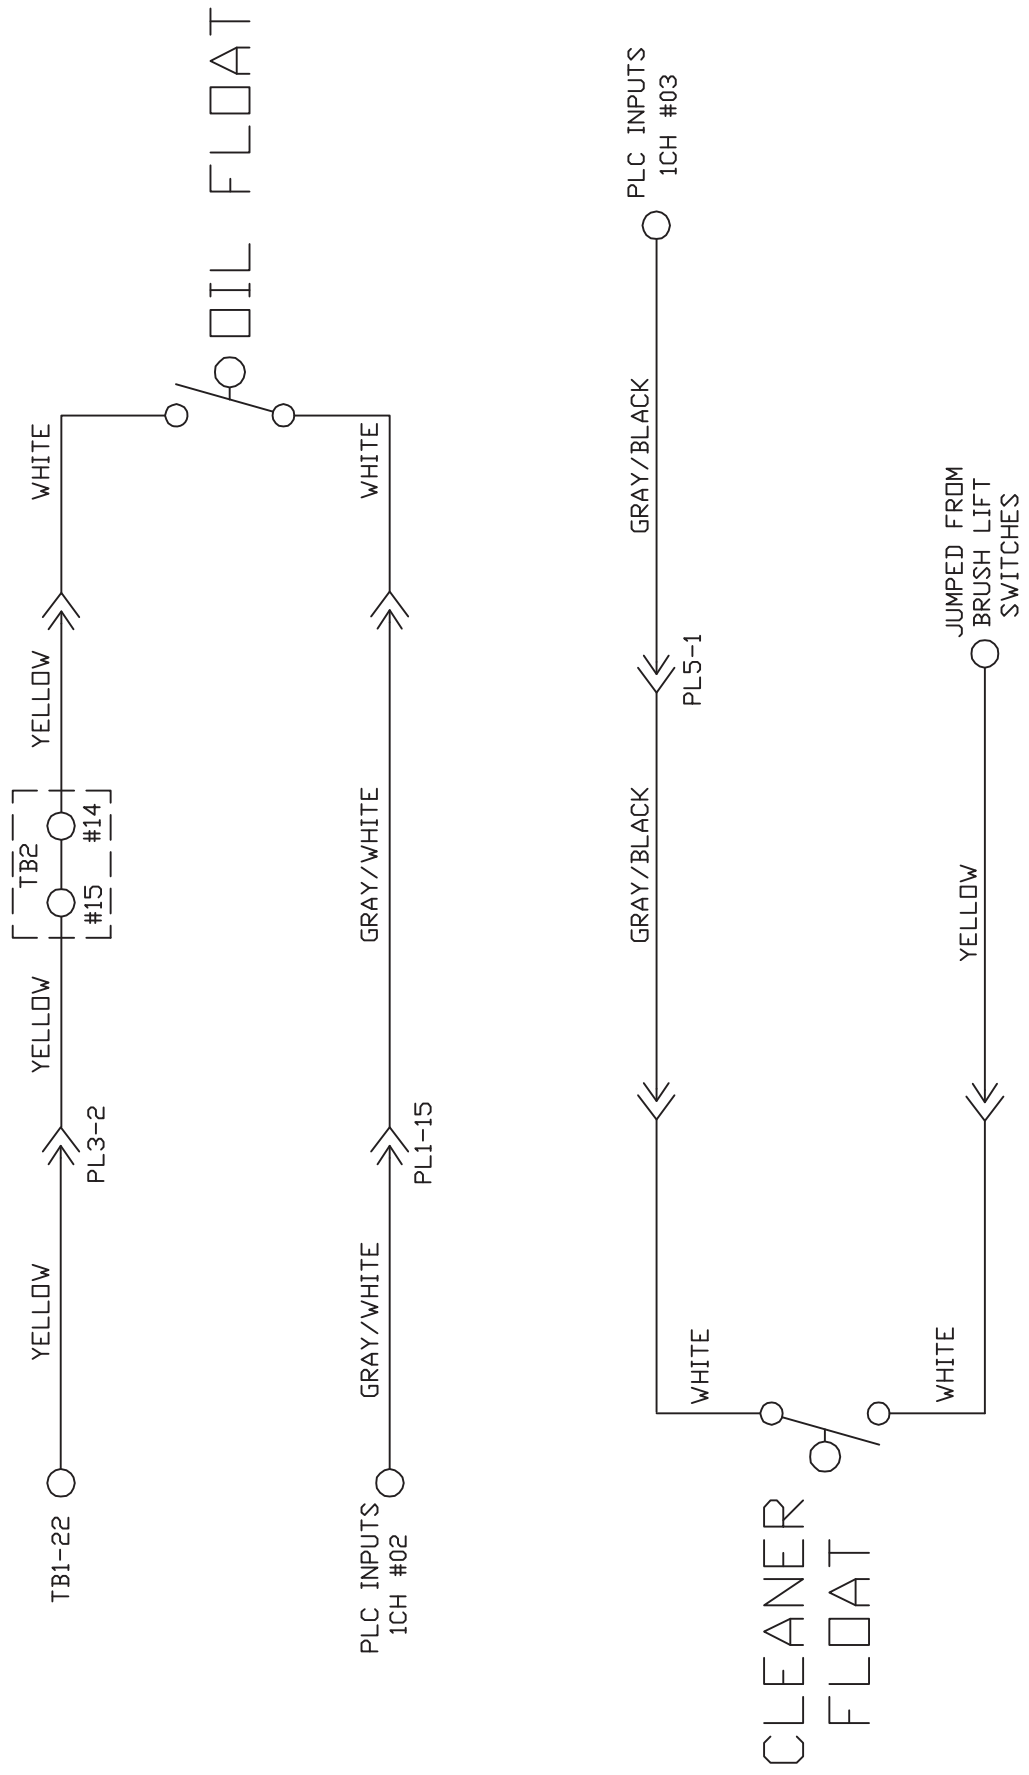 TB1-22
YELLOW
PL3-2
YELLOW
TB2
#15
#14
YELLOW
WHITE
OIL FLOAT
PLC INPUTS
1CH #02
GRAY/WHITE
PL1-15
GRAY/WHITE
WHITE
PLC INPUTS
1CH #03
GRAY/BLACK
PL5-1
GRAY/BLACK
WHITE
CLEANER
FLOAT
WHITE
YELLOW
JUMPED FROM
BRUSH LIFT
SWITCHES